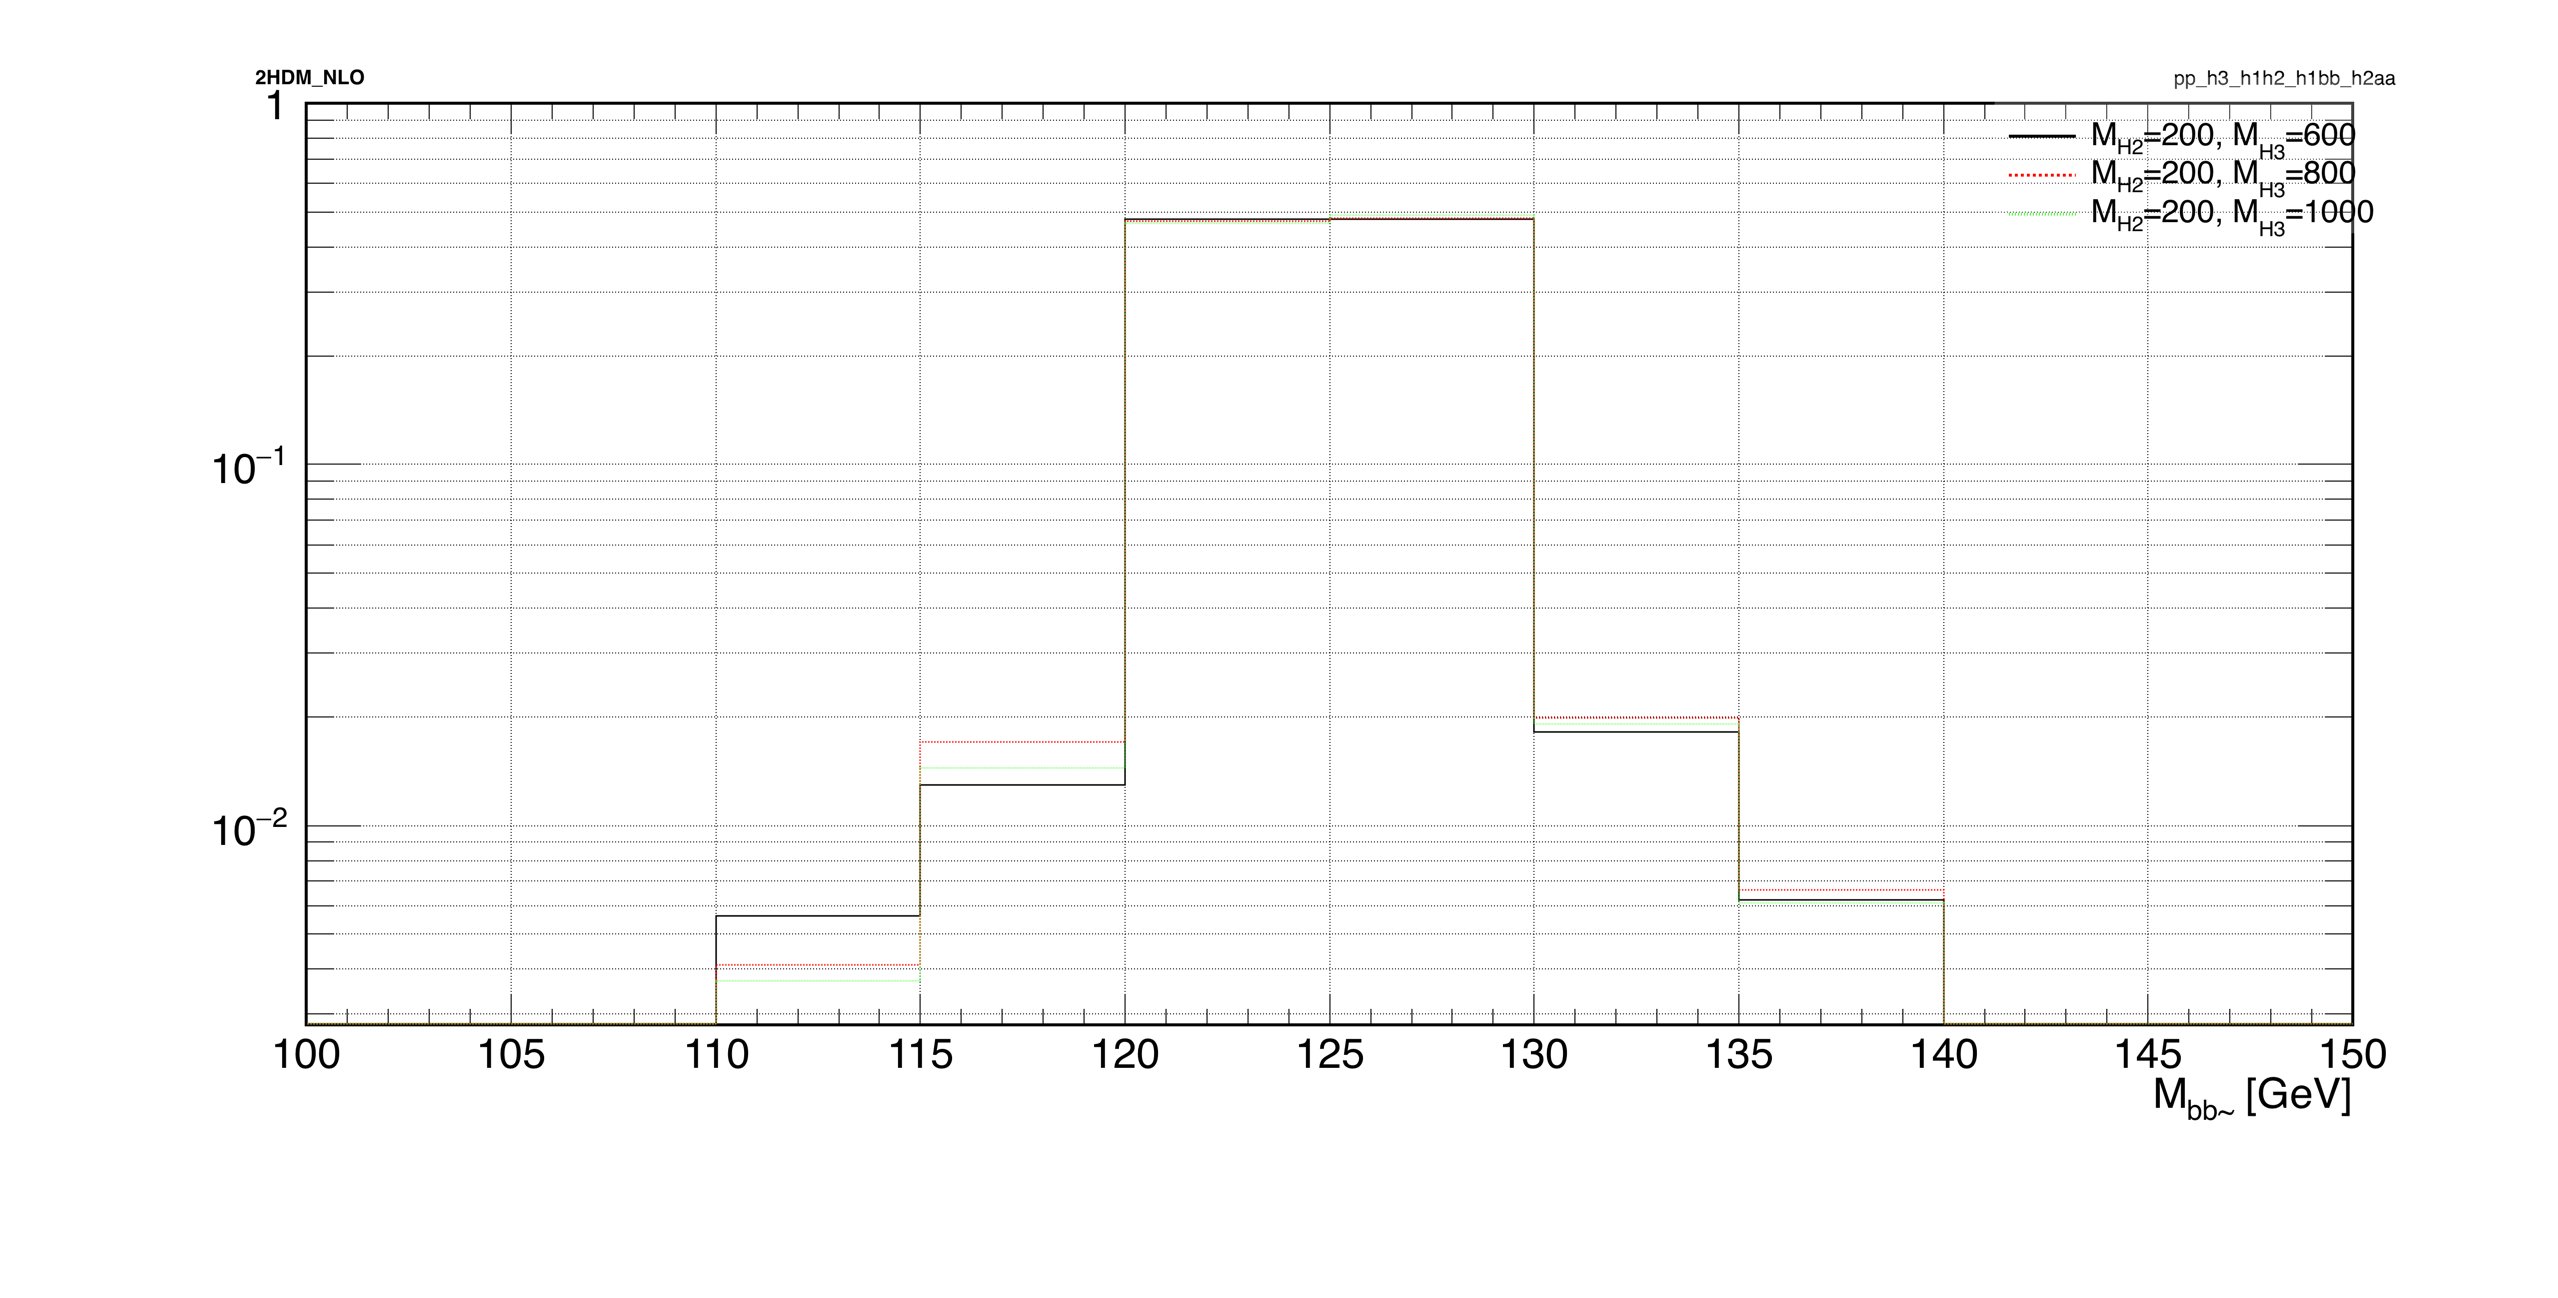 2HDM_NLO
pp_h3_h1h2_h1bb_h2aa
1
10−1
10−2
M_H2=200, M_H3=600
M_H2=200, M_H3=800
M_H2=200, M_H3=1000
100 105 110 115 120 125 130 135 140 145 150
M_bb~ [GeV]